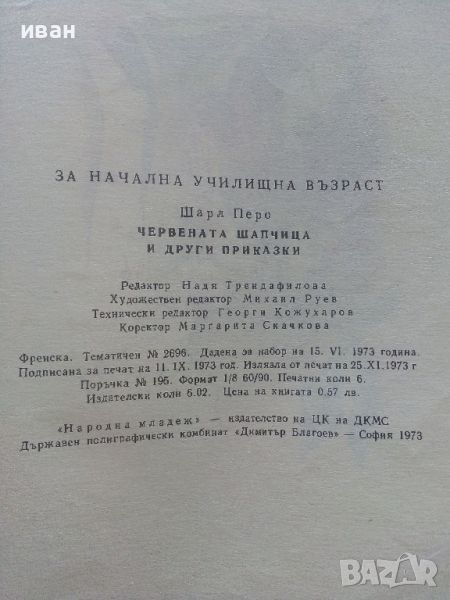 иван
ЗА НАЧАЛНА УЧИЛИЩНА ВЪЗРАСТ
Шарл Перо
ЧЕРВЕНАТА ШАПЧИЦА
И ДРУГИ ПРИКАЗКИ
Редактор Надя Трендафилова
Художествен редактор Михаил Руев
Технически редактор Георги Кожухаров
Коректор Маргарита Скачкова
Френска. Тематичен № 2696. Дадена за набор на 15. VI. 1973 година.
Подписана за печат на 11. IX. 1973 год. Излязла от печат на 25.XI.1973 г
Поръчка № 195. Формат 1/8 60/90. Печатни коли 6.
Издателски коли 6.02. Цена на книгата 0,57 лв.
«Народна младеж» — издателство на ЦК на ДКМС
Държавен полиграфически комбинат «Димитър Благоев» — София 1973
BAZAR